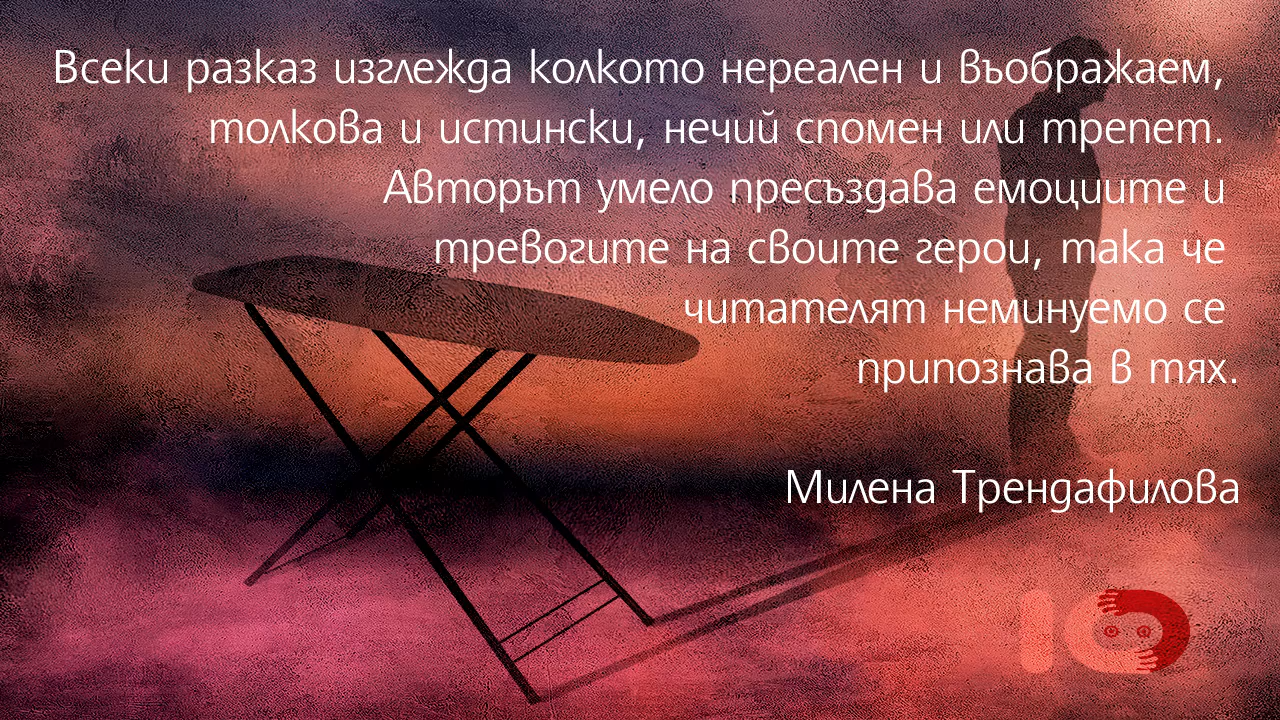 Всеки разказ изглежда колкото нереален и въображаем,
толкова и истински, нечий спомен или трепет.
Авторът умело пресъздава емоциите и
тревогите на своите герои, така че
читателят неминуемо се
припознава в тях.
Милена Трендафилова